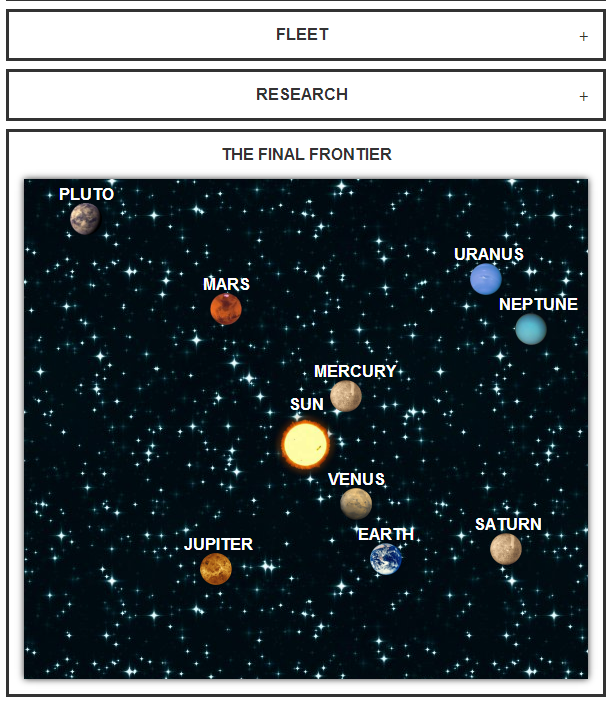 FLEET +
RESEARCH +
THE FINAL FRONTIER
PLUTO
URANUS
MARS
NEPTUNE
MERCURY
SUN
VENUS
SATURN
EARTH
JUPITER